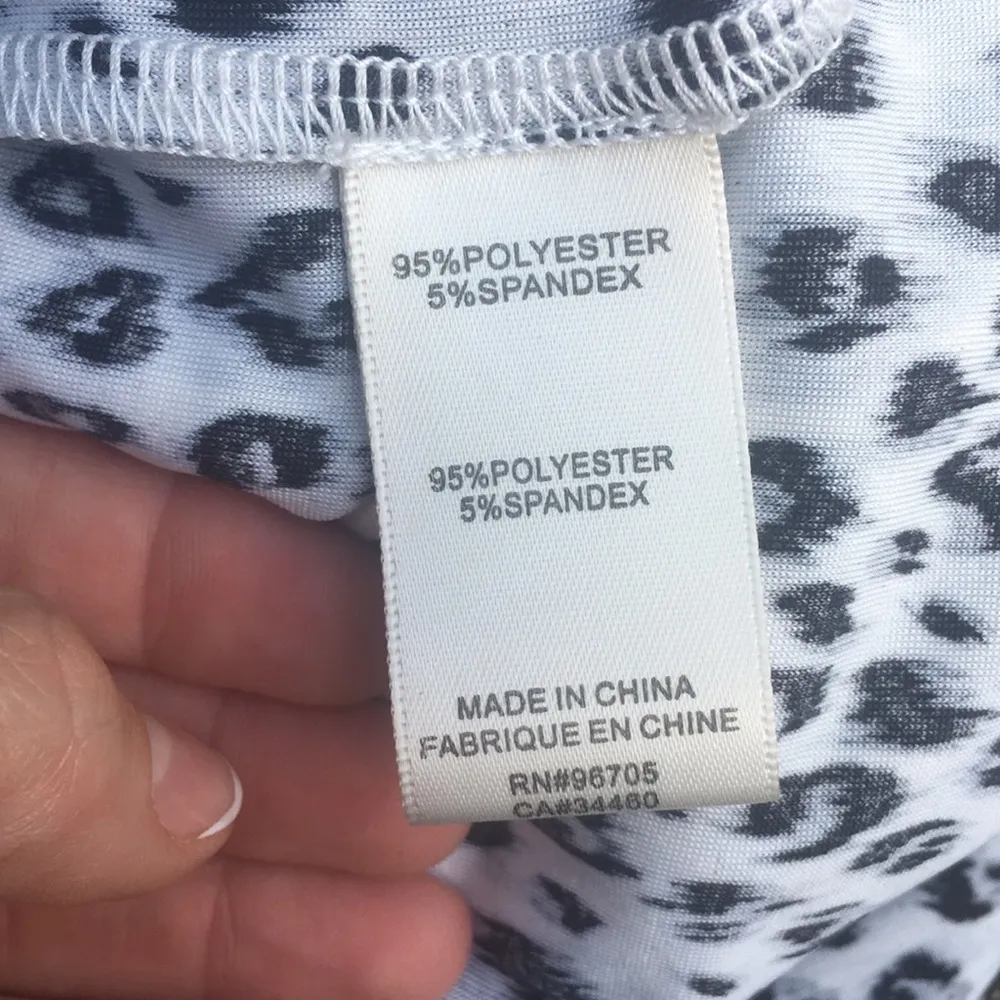 95%POLYESTER
5%SPANDEX
95%POLYESTER
5%SPANDEX
MADE IN CHINA
FABRIQUE EN CHINE
RN#96705
CA#34460